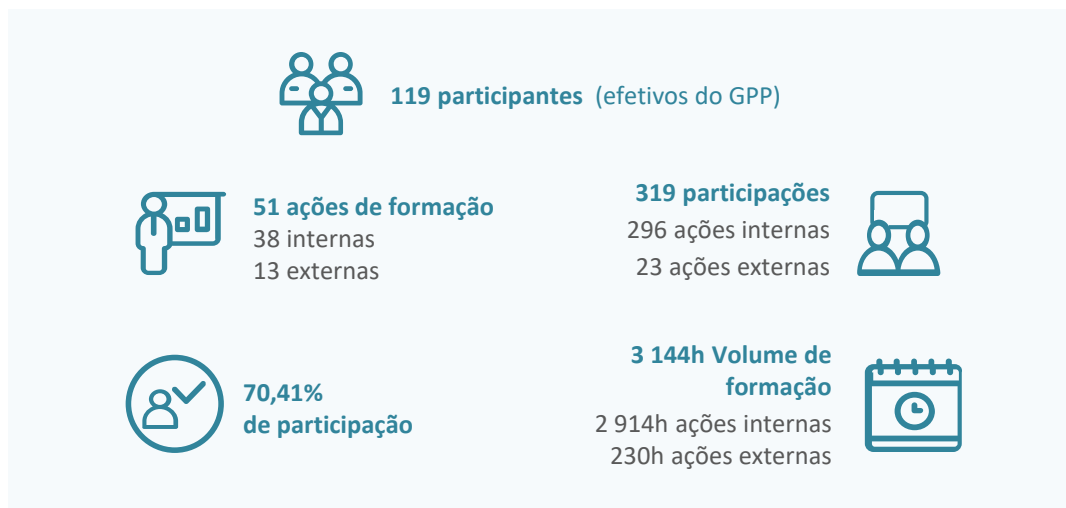 119 participantes (efetivos do GPP)
51 ações de formação
38 internas
13 externas
319 participações
296 ações internas
23 ações externas
70,41%
de participação
3 144h Volume de
formação
2 914h ações internas
230h ações externas